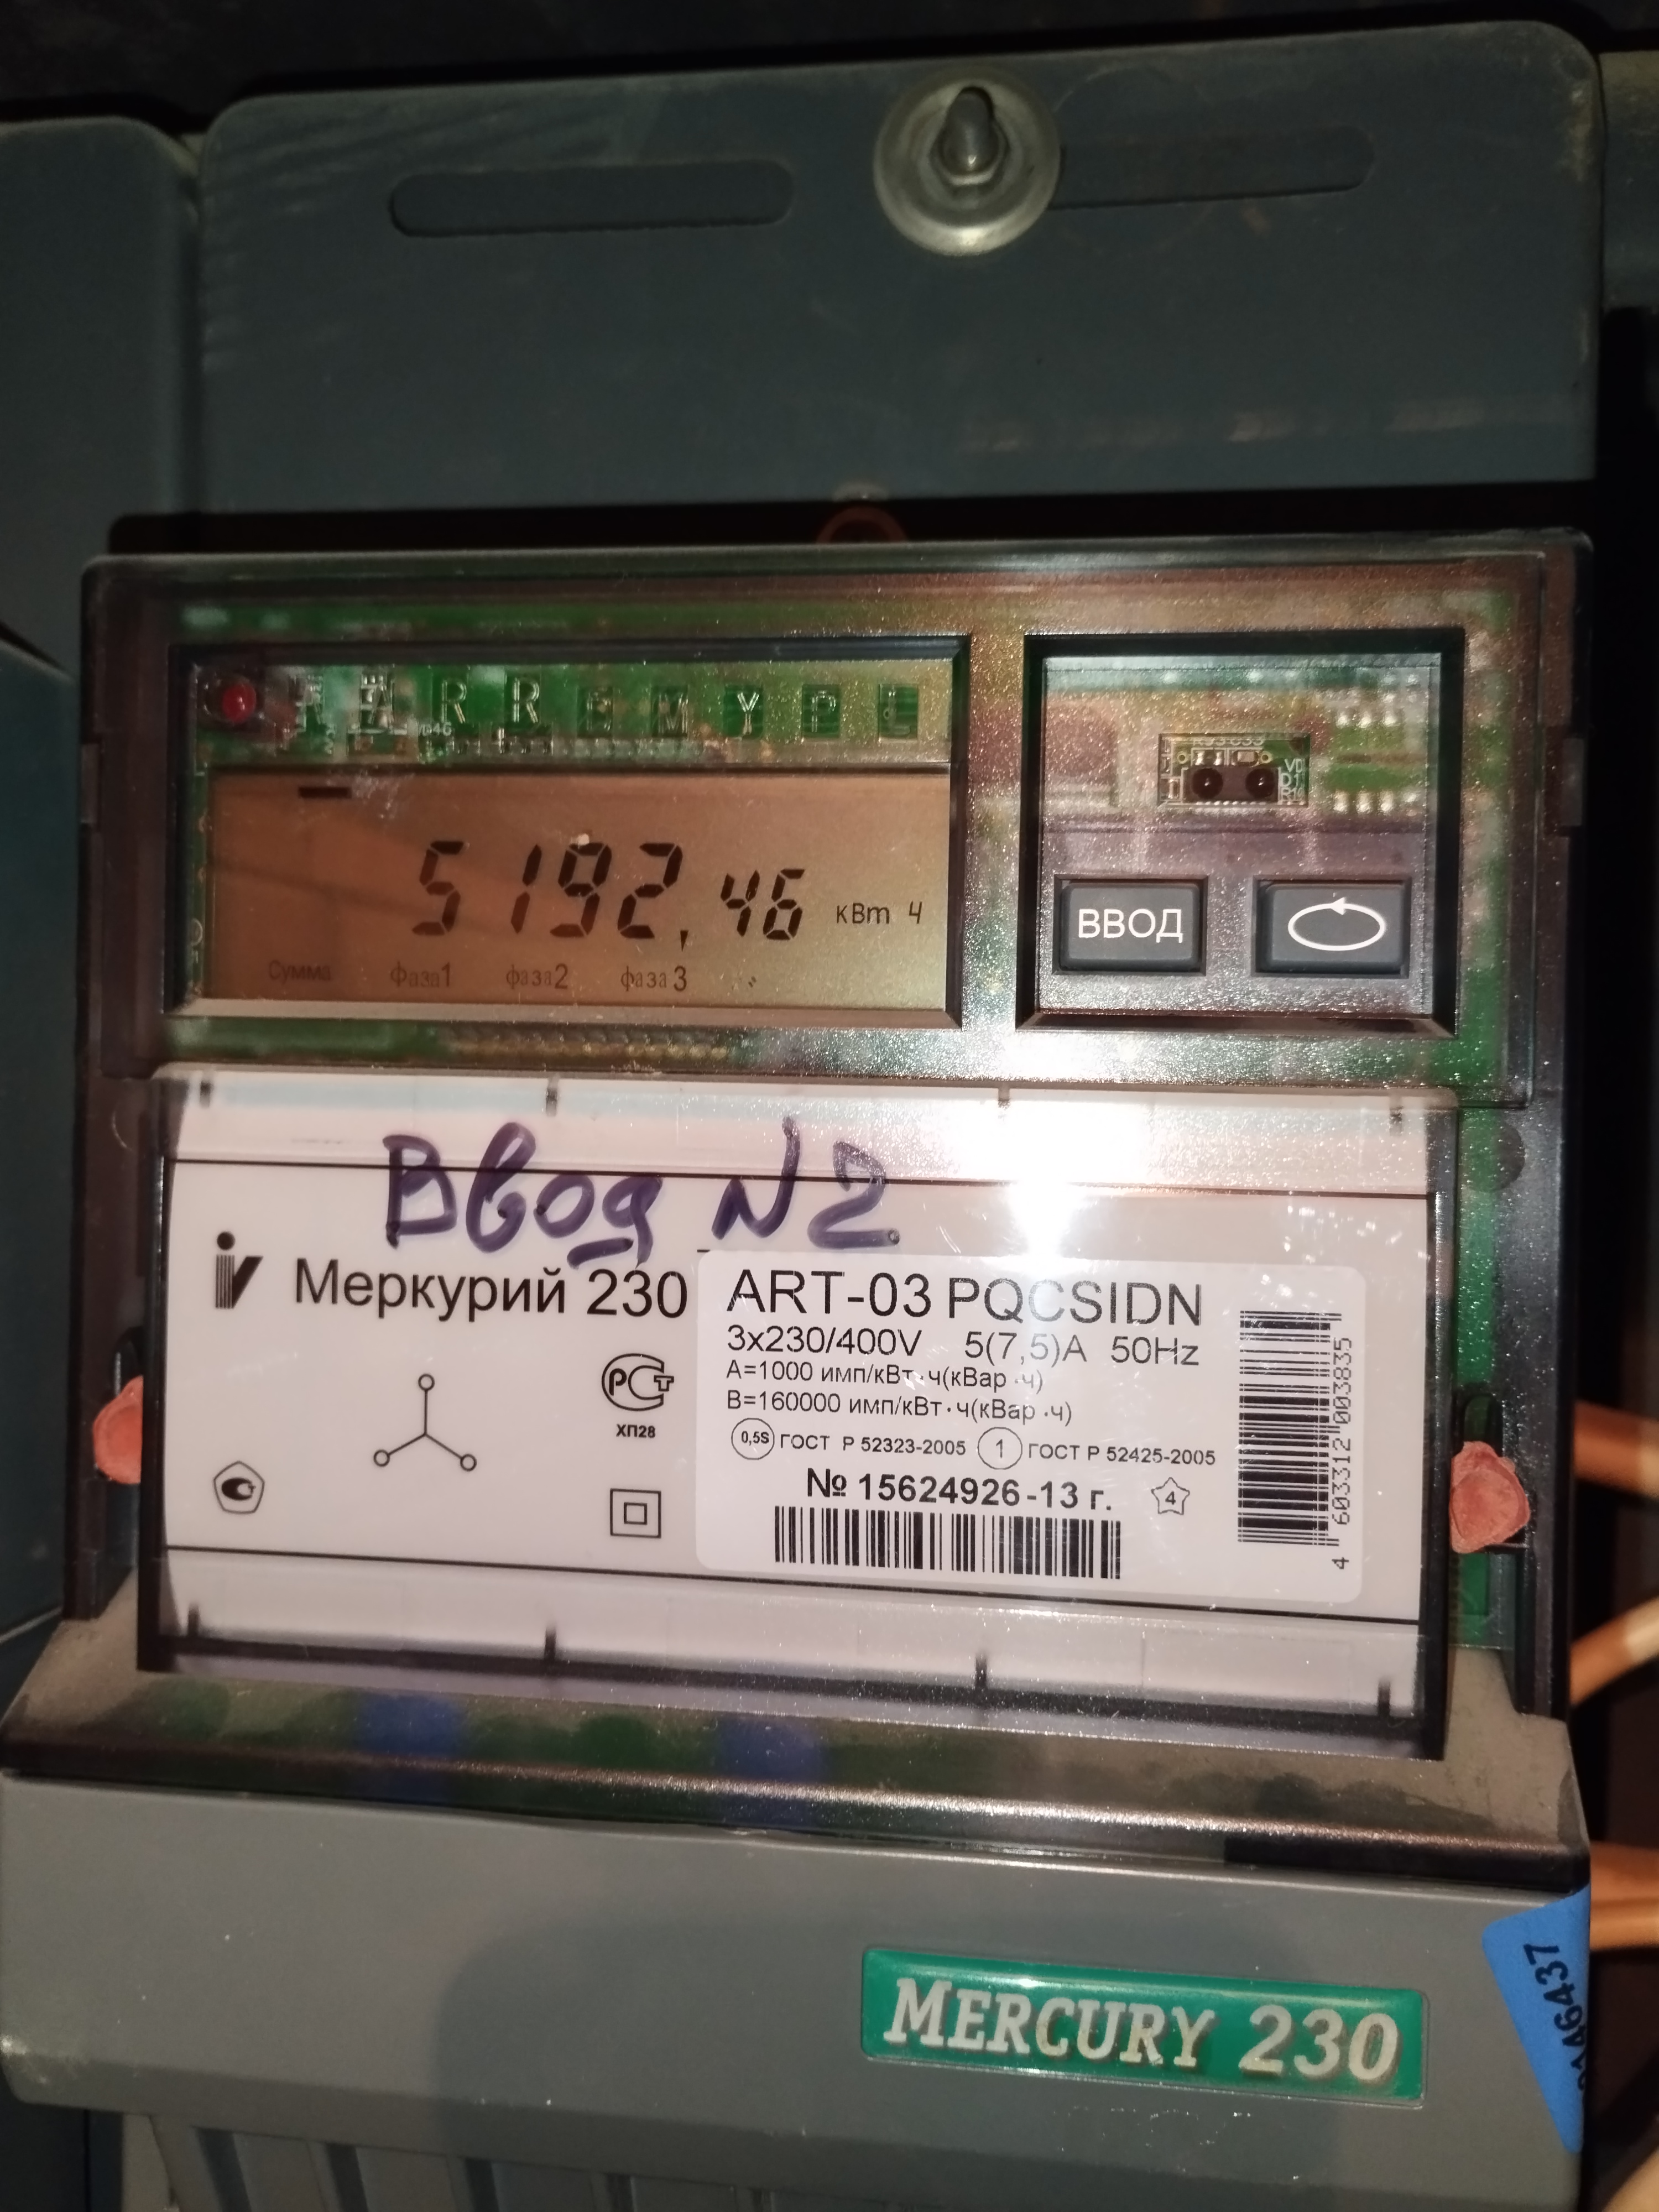 R R M Y P L
5192,46 кВт ч
Сумма фаза1 фаза2 фаза3
ВВОД
Ввод N2
Меркурий 230 ART-03 PQCSIDN
3x230/400V 5(7,5)A 50Hz
A=1000 имп/кВт·ч(кВар·ч)
B=160000 имп/кВт·ч(кВар·ч)
0,5S ГОСТ Р 52323-2005 1 ГОСТ Р 52425-2005
№ 15624926-13 г. 4
РСТ
ХП28
4 603312 003835
MERCURY 230